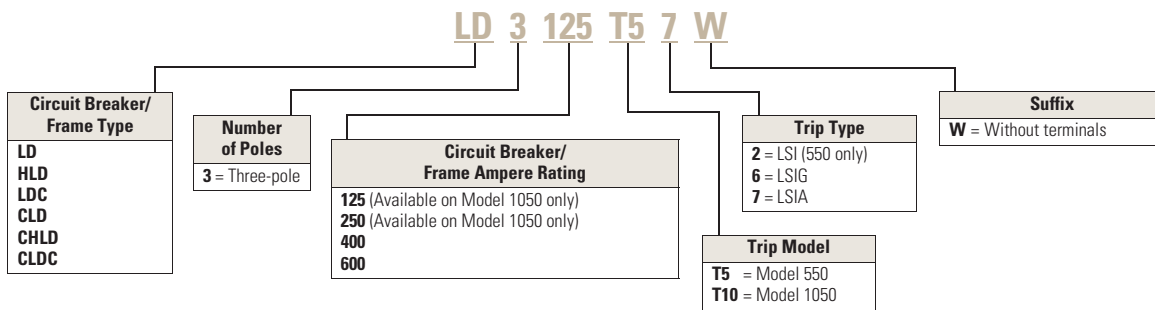 LD 3 125 T5 7 W
Circuit Breaker/
Frame Type
LD
HLD
LDC
CLD
CHLD
CLDC
Number
of Poles
3 = Three-pole
Circuit Breaker/
Frame Ampere Rating
125 (Available on Model 1050 only)
250 (Available on Model 1050 only)
400
600
Trip Model
T5 = Model 550
T10 = Model 1050
Trip Type
2 = LSI (550 only)
6 = LSIG
7 = LSIA
Suffix
W = Without terminals